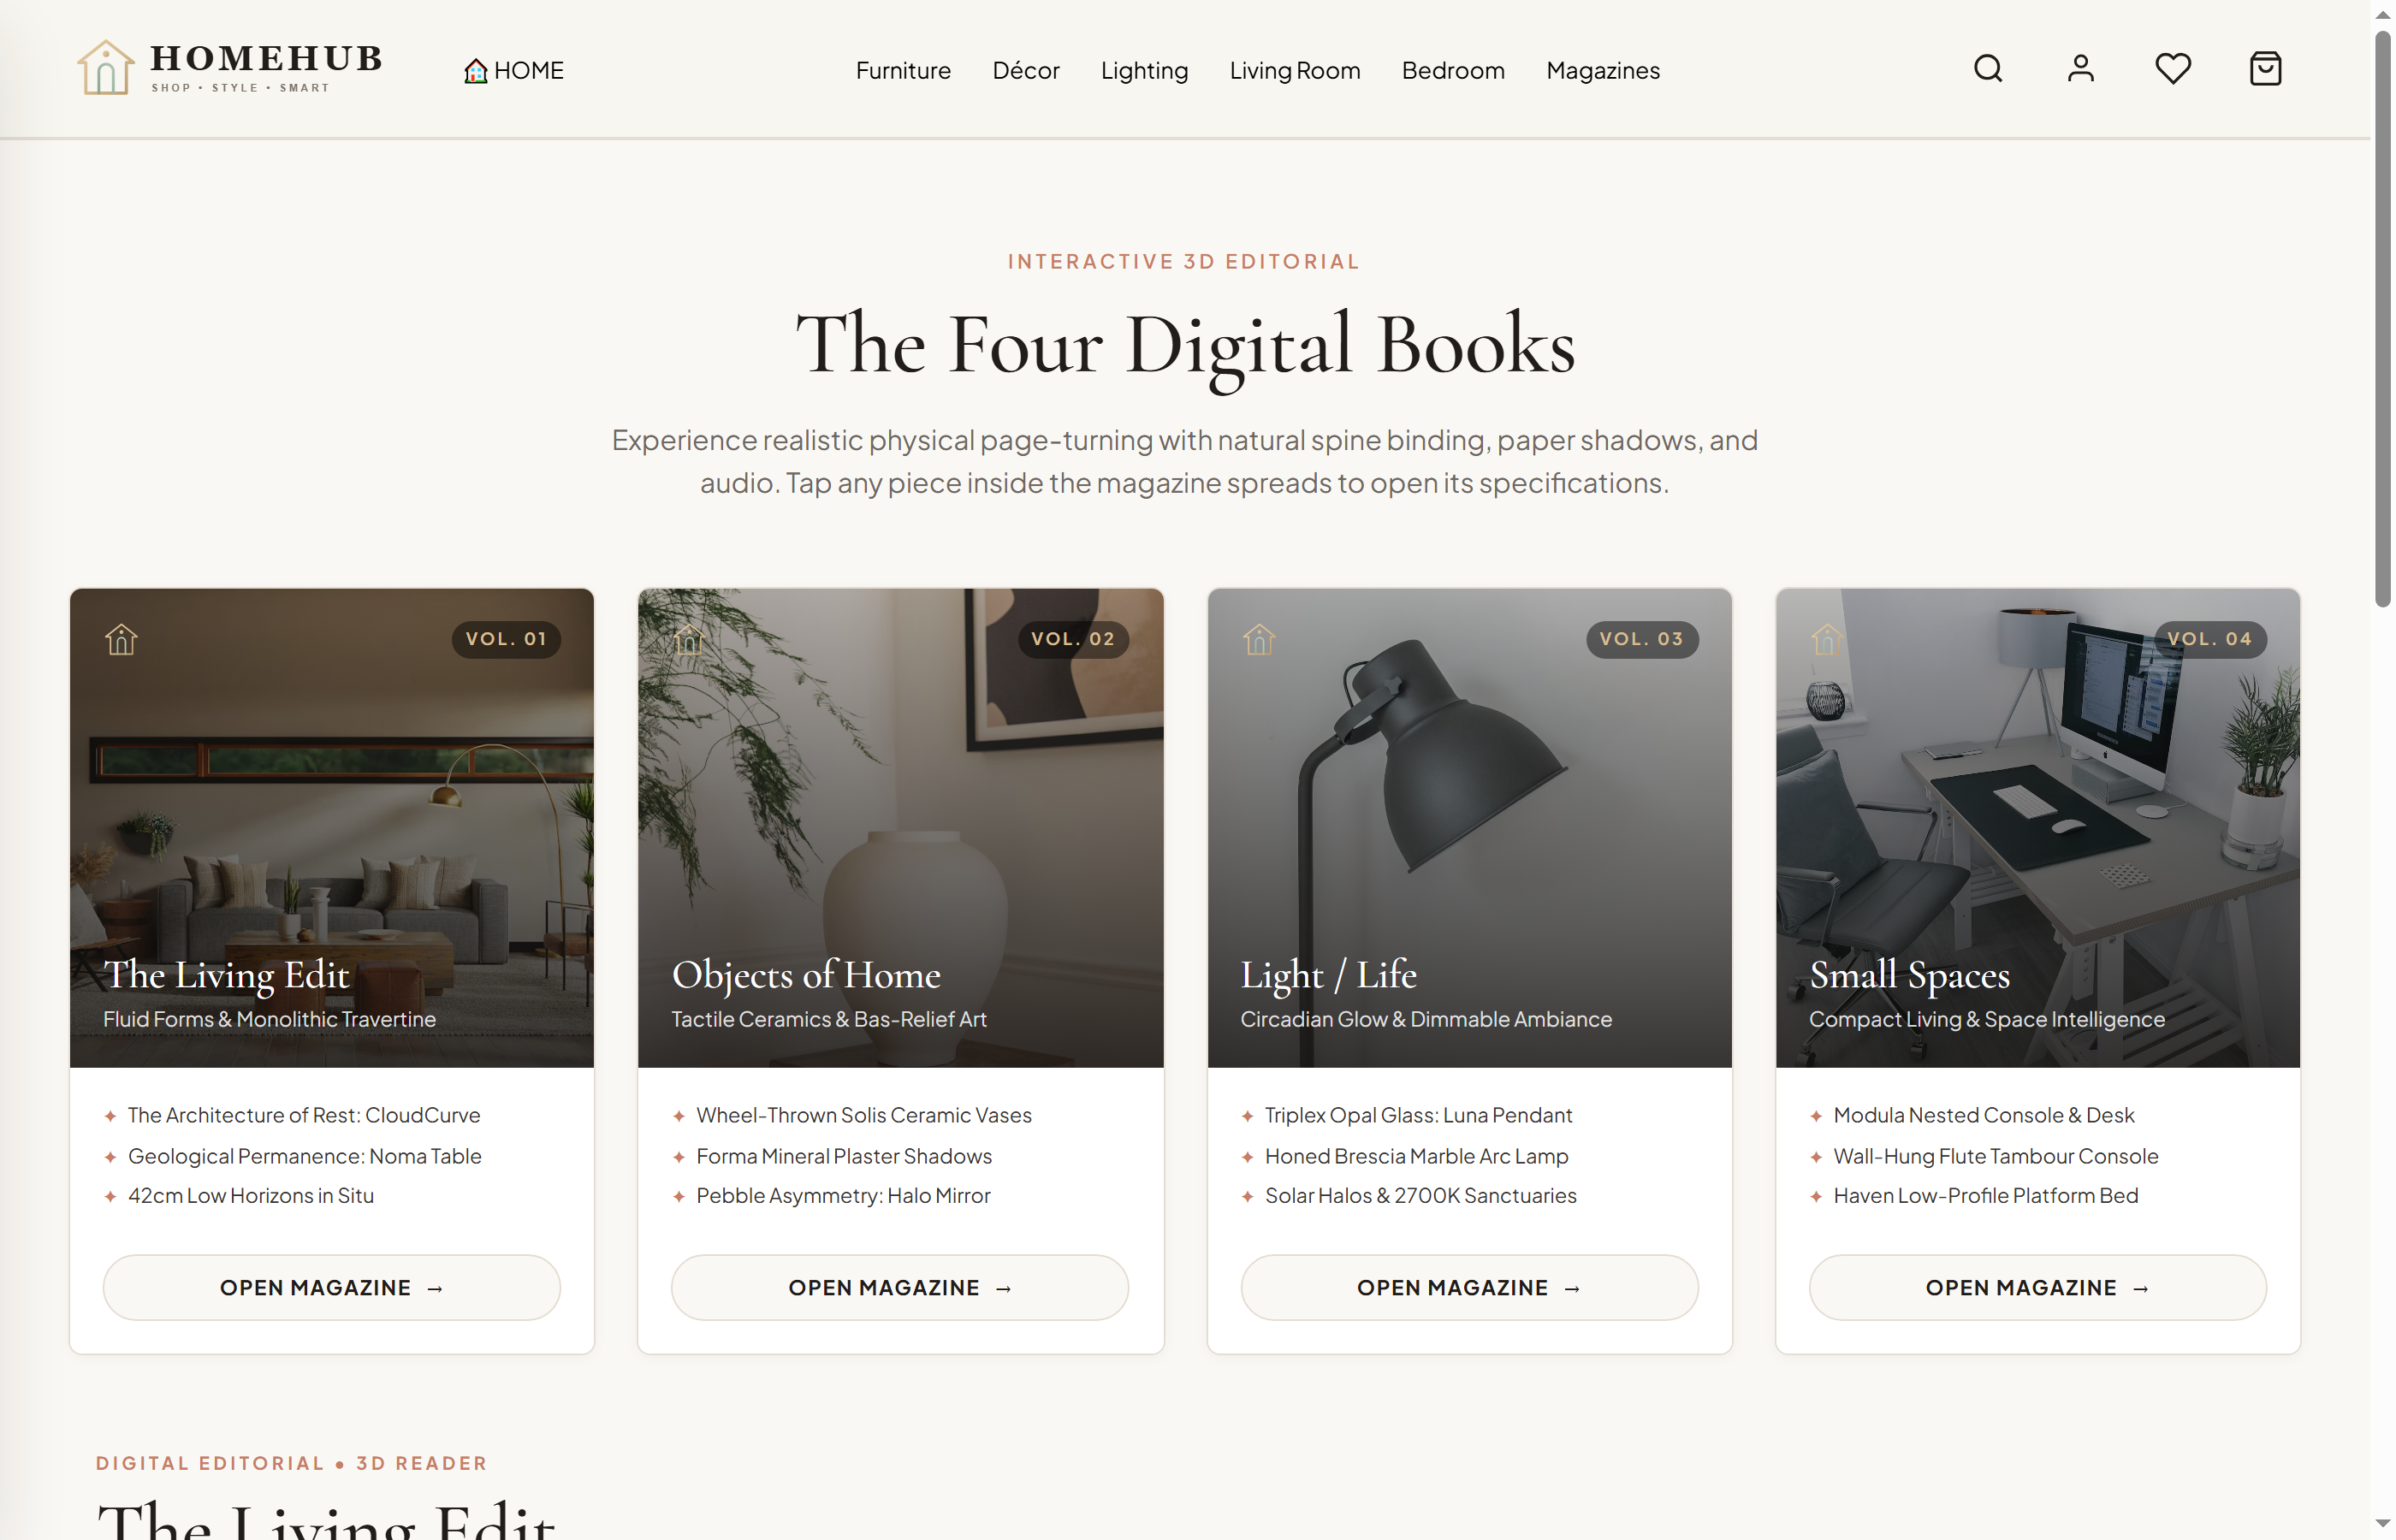 HOMEHUB
SHOP • STYLE • SMART
HOME
Furniture
Décor
Lighting
Living Room
Bedroom
Magazines
INTERACTIVE 3D EDITORIAL
The Four Digital Books
Experience realistic physical page-turning with natural spine binding, paper shadows, and
audio. Tap any piece inside the magazine spreads to open its specifications.
VOL. 01
The Living Edit
Fluid Forms & Monolithic Travertine
✦ The Architecture of Rest: CloudCurve
✦ Geological Permanence: Noma Table
✦ 42cm Low Horizons in Situ
OPEN MAGAZINE →
VOL. 02
Objects of Home
Tactile Ceramics & Bas-Relief Art
✦ Wheel-Thrown Solis Ceramic Vases
✦ Forma Mineral Plaster Shadows
✦ Pebble Asymmetry: Halo Mirror
OPEN MAGAZINE →
VOL. 03
Light / Life
Circadian Glow & Dimmable Ambiance
✦ Triplex Opal Glass: Luna Pendant
✦ Honed Brescia Marble Arc Lamp
✦ Solar Halos & 2700K Sanctuaries
OPEN MAGAZINE →
VOL. 04
Small Spaces
Compact Living & Space Intelligence
✦ Modula Nested Console & Desk
✦ Wall-Hung Flute Tambour Console
✦ Haven Low-Profile Platform Bed
OPEN MAGAZINE →
DIGITAL EDITORIAL ● 3D READER
The Living Edit